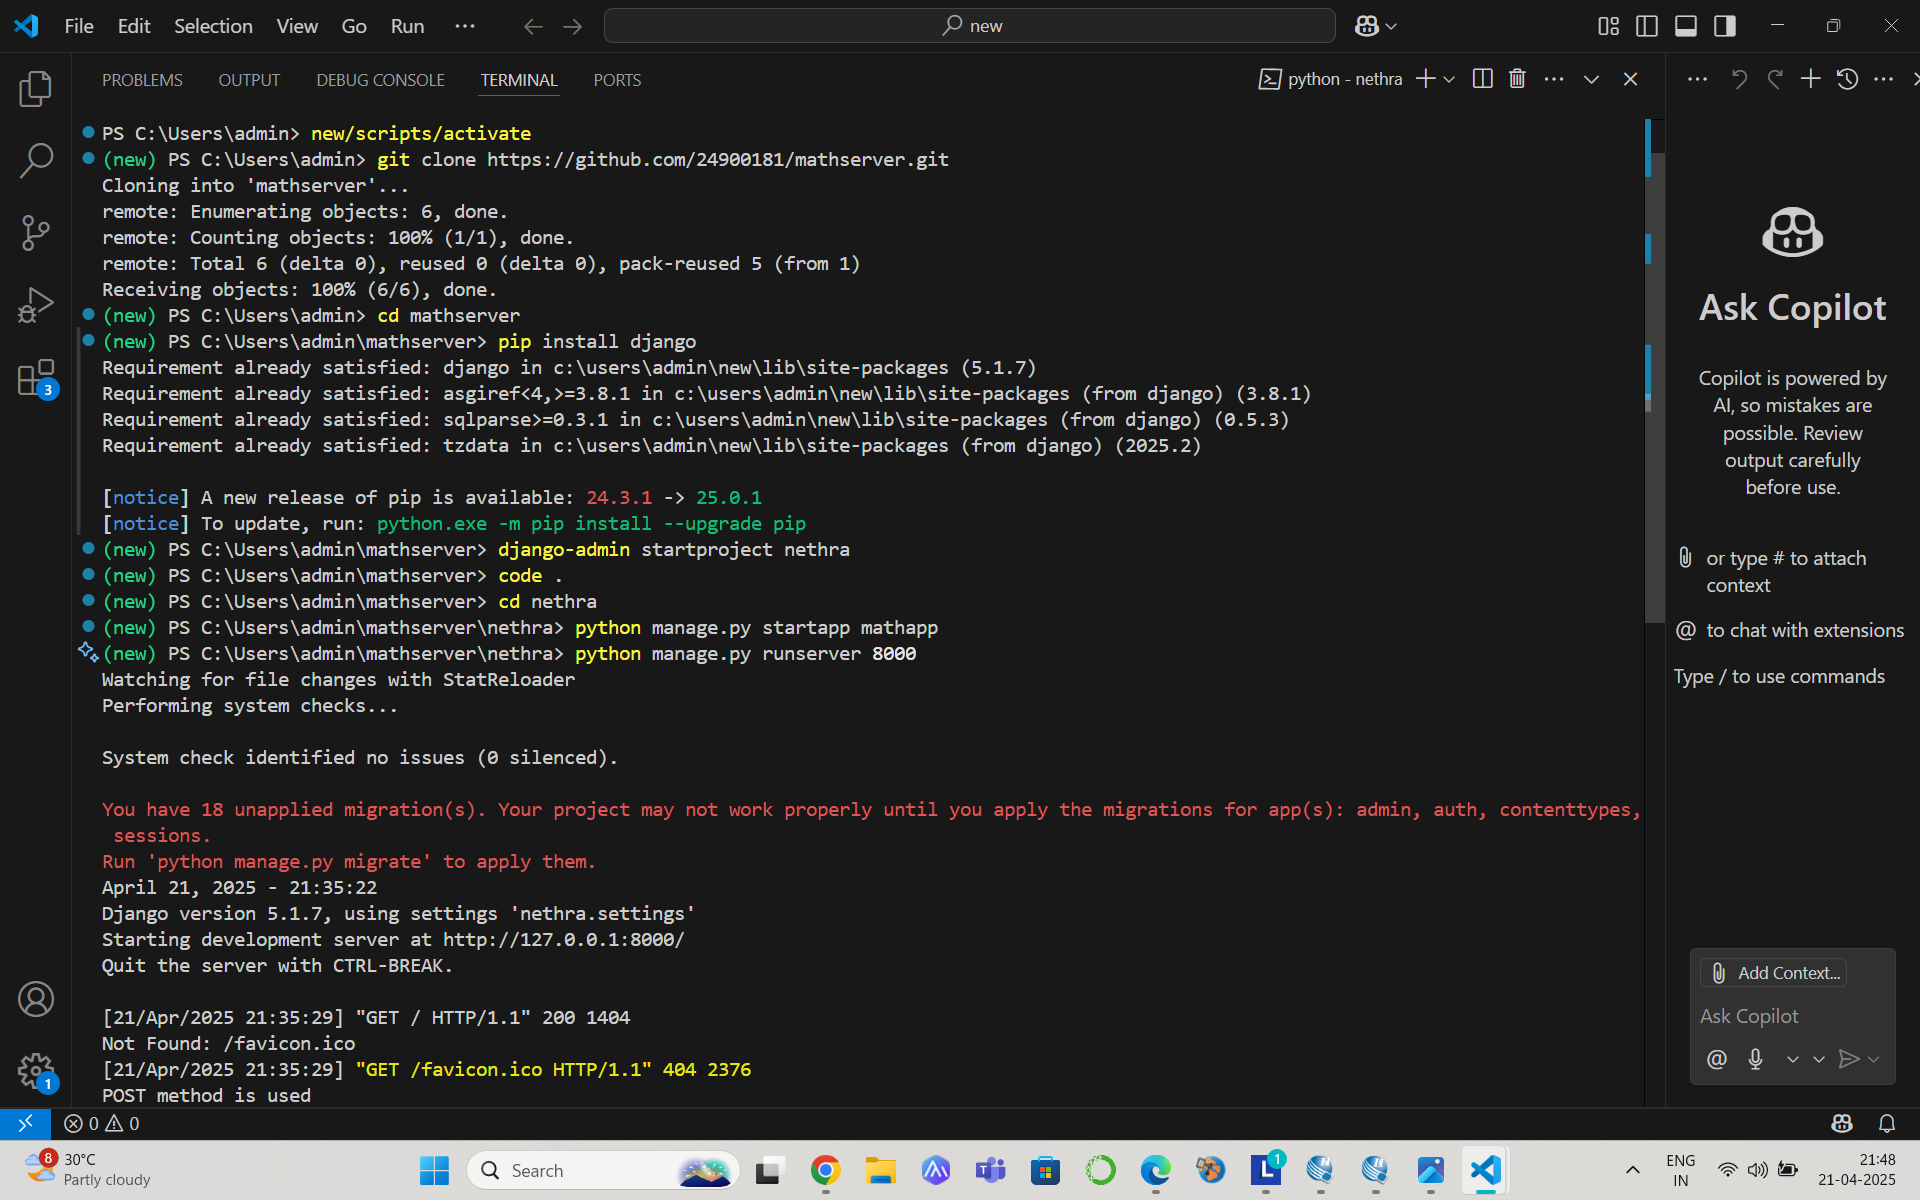 File Edit Selection View Go Run ... new
PROBLEMS OUTPUT DEBUG CONSOLE TERMINAL PORTS python - nethra
PS C:\Users\admin> new/scripts/activate
(new) PS C:\Users\admin> git clone https://github.com/24900181/mathserver.git
Cloning into 'mathserver'...
remote: Enumerating objects: 6, done.
remote: Counting objects: 100% (1/1), done.
remote: Total 6 (delta 0), reused 0 (delta 0), pack-reused 5 (from 1)
Receiving objects: 100% (6/6), done.
(new) PS C:\Users\admin> cd mathserver
(new) PS C:\Users\admin\mathserver> pip install django
Requirement already satisfied: django in c:\users\admin\new\lib\site-packages (5.1.7)
Requirement already satisfied: asgiref<4,>=3.8.1 in c:\users\admin\new\lib\site-packages (from django) (3.8.1)
Requirement already satisfied: sqlparse>=0.3.1 in c:\users\admin\new\lib\site-packages (from django) (0.5.3)
Requirement already satisfied: tzdata in c:\users\admin\new\lib\site-packages (from django) (2025.2)
[notice] A new release of pip is available: 24.3.1 -> 25.0.1
[notice] To update, run: python.exe -m pip install --upgrade pip
(new) PS C:\Users\admin\mathserver> django-admin startproject nethra
(new) PS C:\Users\admin\mathserver> code .
(new) PS C:\Users\admin\mathserver> cd nethra
(new) PS C:\Users\admin\mathserver\nethra> python manage.py startapp mathapp
(new) PS C:\Users\admin\mathserver\nethra> python manage.py runserver 8000
Watching for file changes with StatReloader
Performing system checks...
System check identified no issues (0 silenced).
You have 18 unapplied migration(s). Your project may not work properly until you apply the migrations for app(s): admin, auth, contenttypes,
sessions.
Run 'python manage.py migrate' to apply them.
April 21, 2025 - 21:35:22
Django version 5.1.7, using settings 'nethra.settings'
Starting development server at http://127.0.0.1:8000/
Quit the server with CTRL-BREAK.
[21/Apr/2025 21:35:29] "GET / HTTP/1.1" 200 1404
Not Found: /favicon.ico
[21/Apr/2025 21:35:29] "GET /favicon.ico HTTP/1.1" 404 2376
POST method is used
Ask Copilot
Copilot is powered by
AI, so mistakes are
possible. Review
output carefully
before use.
or type # to attach
context
@ to chat with extensions
Type / to use commands
Add Context...
Ask Copilot
@
3
1
0 0
8
30°C
Partly cloudy
Search
L
1
ENG
IN
21:48
21-04-2025